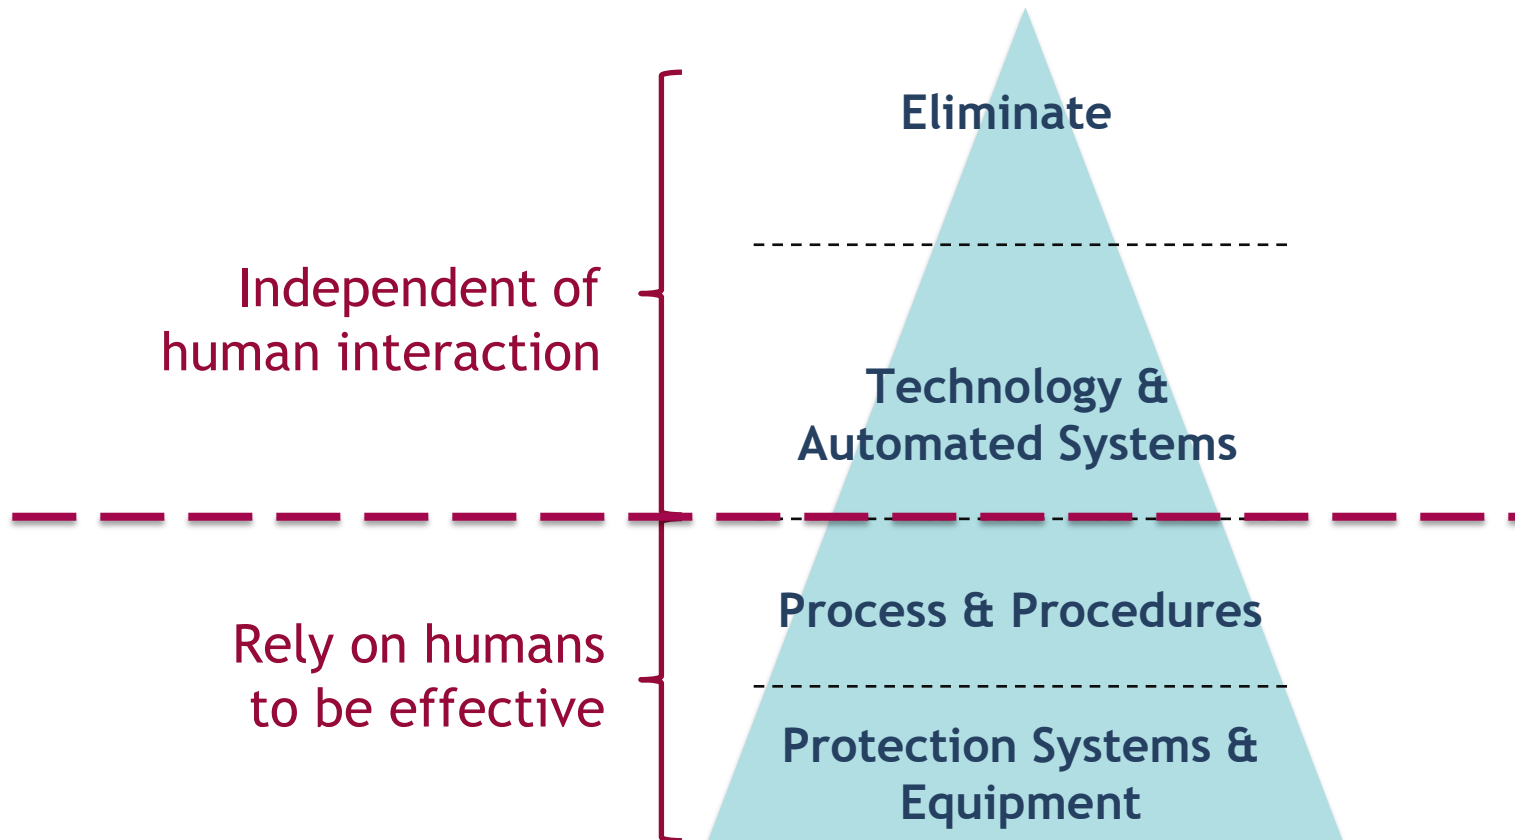 Eliminate
Independent of
human interaction
Technology &
Automated Systems
Process & Procedures
Rely on humans
to be effective
Protection Systems &
Equipment